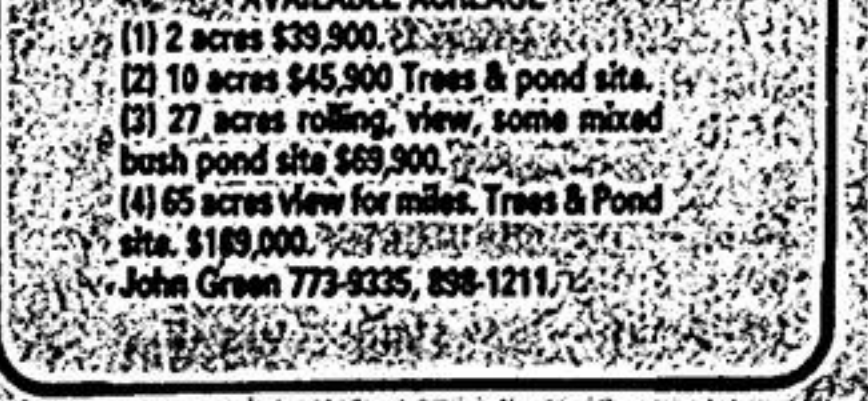 AVAILABLE ACREAGE
(1) 2 acres $39,900.
(2) 10 acres $45,900 Trees & pond site.
(3) 27 acres rolling, view, some mixed
bush pond site $69,900.
(4) 65 acres view for miles. Trees & Pond
site. $169,000.
John Green 773-9335, 898-1211.